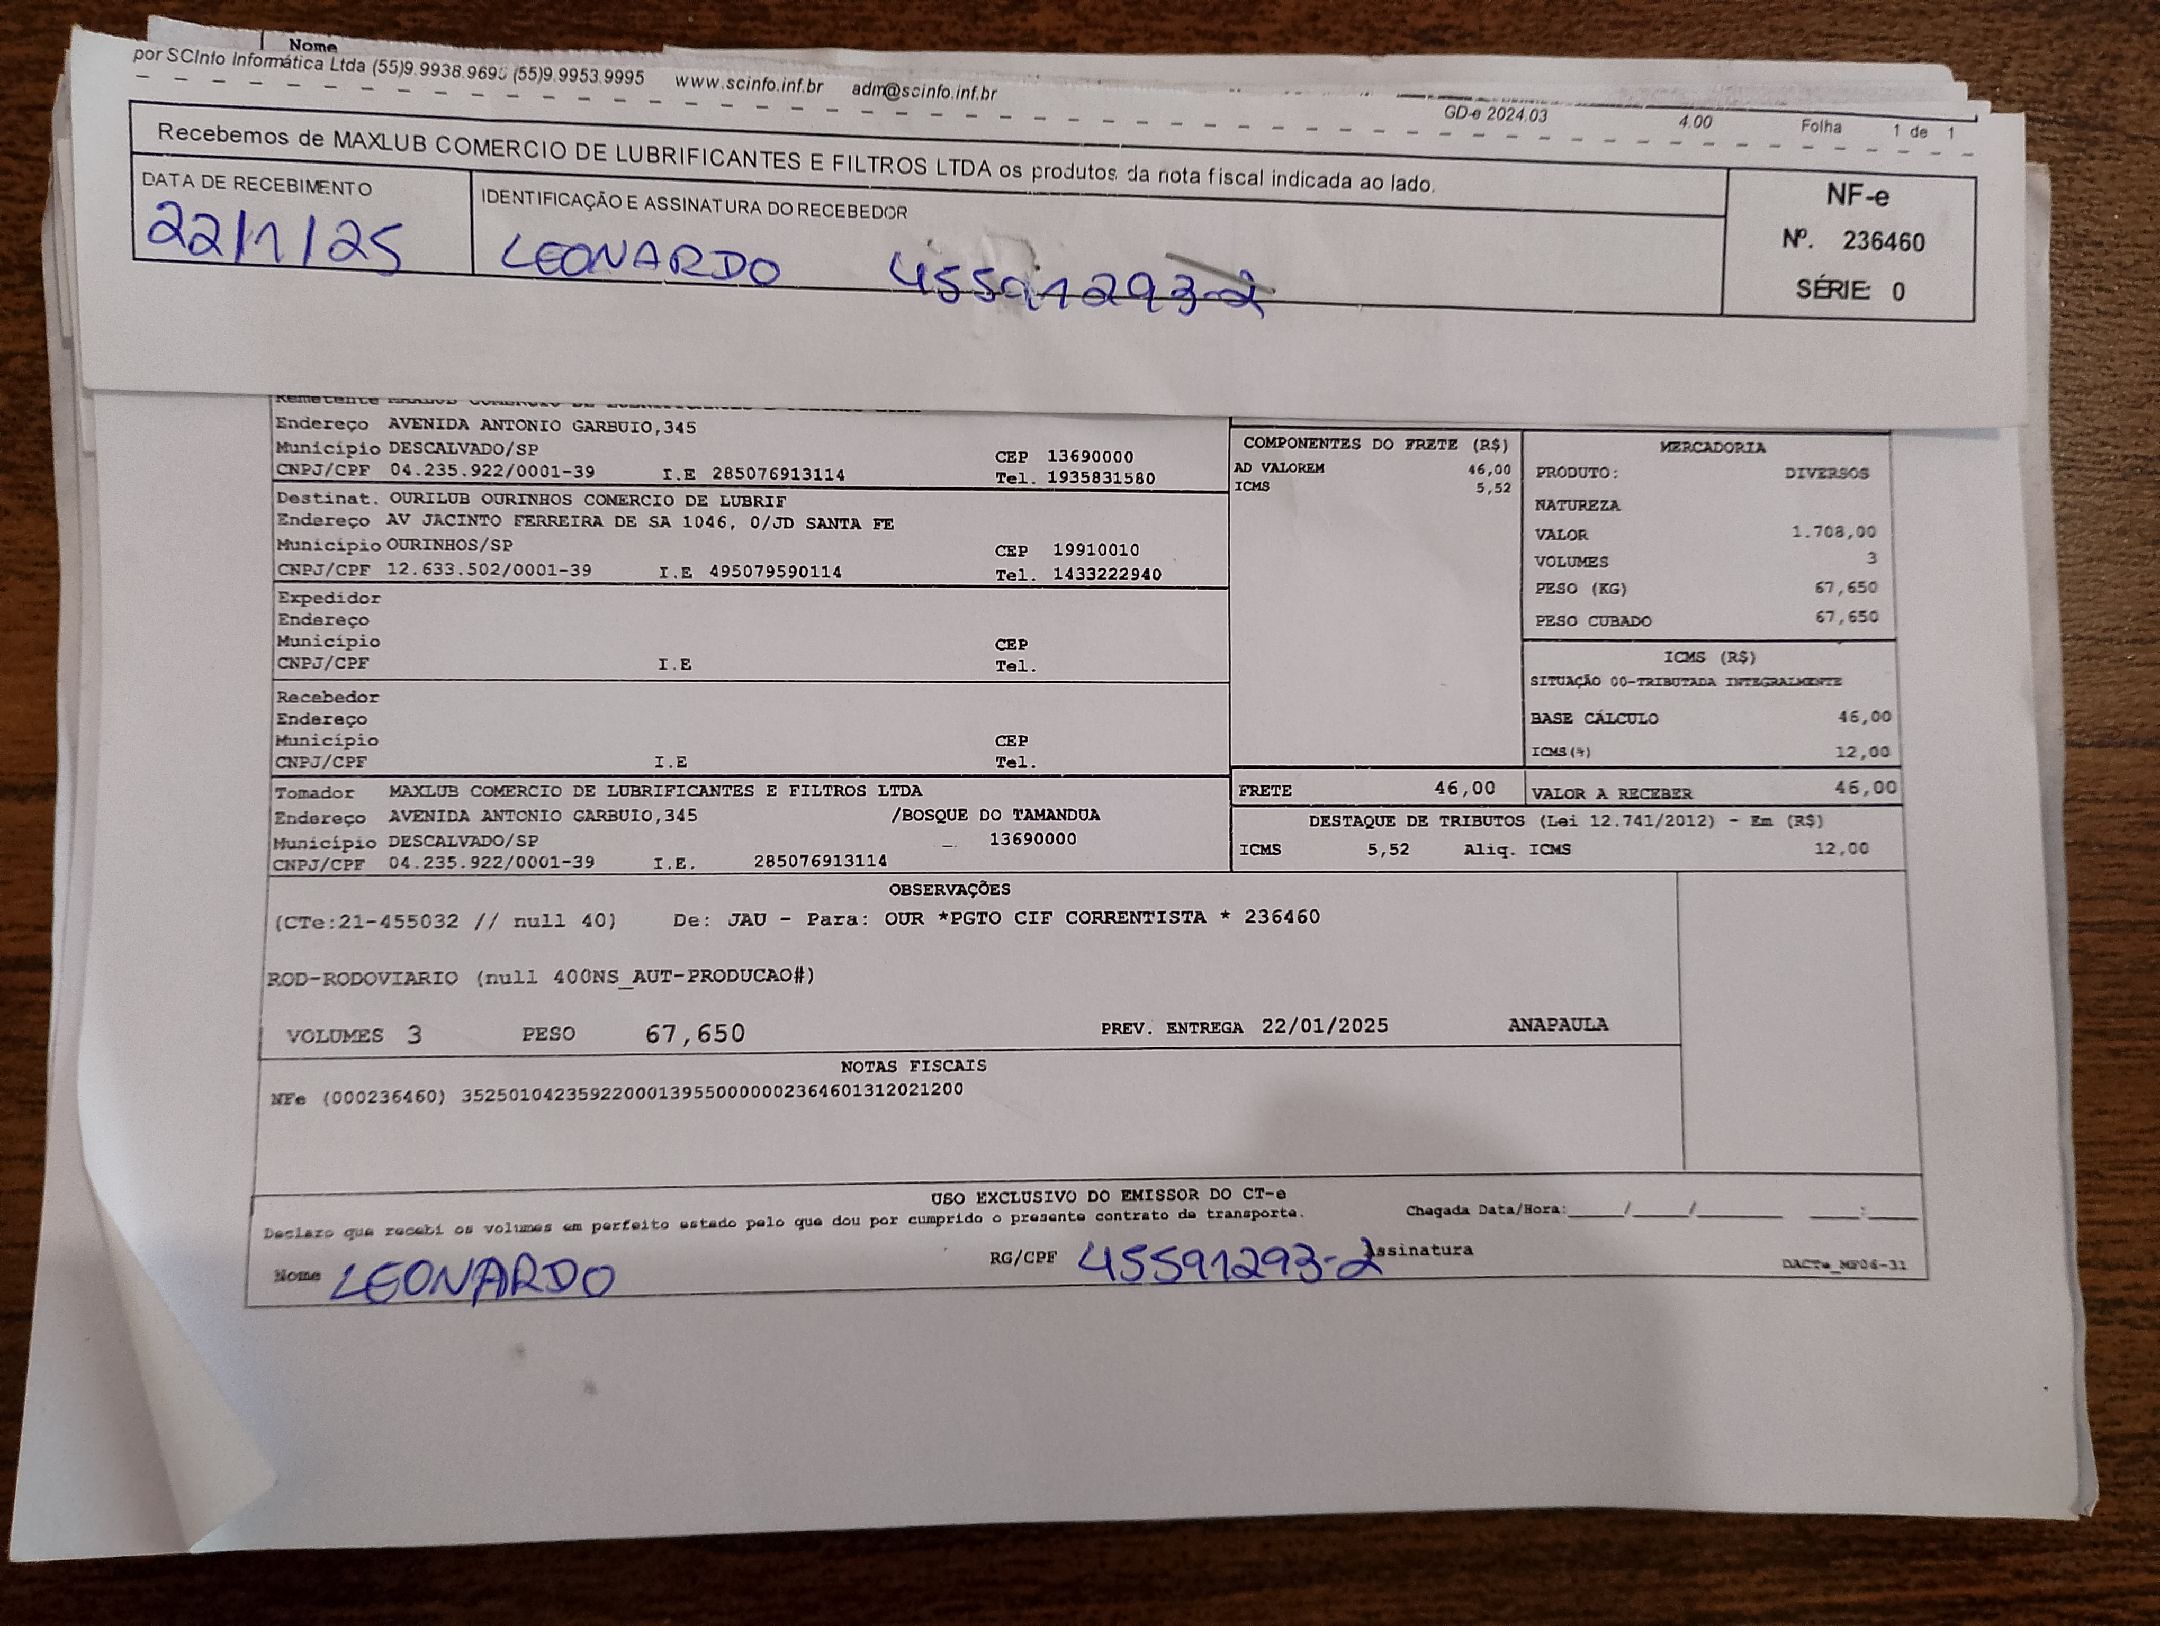 Nome
por SCInfo Informática Ltda (55)9.9938.9695 (55)9.9953.9995 www.scinfo.inf.br adm@scinfo.inf.br
GD-e 2024.03 4.00 Folha 1 de 1
Recebemos de MAXLUB COMERCIO DE LUBRIFICANTES E FILTROS LTDA os produtos da nota fiscal indicada ao lado.
DATA DE RECEBIMENTO
22/1/25
IDENTIFICAÇÃO E ASSINATURA DO RECEBEDOR
LEONARDO 45591293-2
NF-e
Nº. 236460
SÉRIE: 0
Remetente MAXLUB COMERCIO DE LUBRIFICANTES E FILTROS LTDA
Endereço AVENIDA ANTONIO GARBUIO,345
Município DESCALVADO/SP CEP 13690000
CNPJ/CPF 04.235.922/0001-39 I.E 285076913114 Tel. 1935831580
Destinat. OURILUB OURINHOS COMERCIO DE LUBRIF
Endereço AV JACINTO FERREIRA DE SA 1046, 0/JD SANTA FE
Município OURINHOS/SP CEP 19910010
CNPJ/CPF 12.633.502/0001-39 I.E 495079590114 Tel. 1433222940
Expedidor
Endereço
Município CEP
CNPJ/CPF I.E Tel.
Recebedor
Endereço
Município CEP
CNPJ/CPF I.E Tel.
Tomador MAXLUB COMERCIO DE LUBRIFICANTES E FILTROS LTDA
Endereço AVENIDA ANTONIO GARBUIO,345 /BOSQUE DO TAMANDUA
Município DESCALVADO/SP 13690000
CNPJ/CPF 04.235.922/0001-39 I.E. 285076913114
COMPONENTES DO FRETE (R$)
AD VALOREM 46,00
ICMS 5,52
MERCADORIA
PRODUTO: DIVERSOS
NATUREZA
VALOR 1.708,00
VOLUMES 3
PESO (KG) 67,650
PESO CUBADO 67,650
ICMS (R$)
SITUAÇÃO 00-TRIBUTADA INTEGRALMENTE
BASE CÁLCULO 46,00
ICMS(%) 12,00
FRETE 46,00 VALOR A RECEBER 46,00
DESTAQUE DE TRIBUTOS (Lei 12.741/2012) - Em (R$)
ICMS 5,52 Aliq. ICMS 12,00
OBSERVAÇÕES
(CTe:21-455032 // null 40) De: JAU - Para: OUR *PGTO CIF CORRENTISTA * 236460
ROD-RODOVIARIO (null 400NS_AUT-PRODUCAO#)
VOLUMES 3 PESO 67,650 PREV. ENTREGA 22/01/2025 ANAPAULA
NOTAS FISCAIS
NFe (000236460) 35250104235922000139550000002364601312021200
USO EXCLUSIVO DO EMISSOR DO CT-e
Declaro que recebi os volumes em perfeito estado pelo que dou por cumprido o presente contrato de transporte. Chegada Data/Hora:_____/_____/_______ ____:____
Nome LEONARDO RG/CPF 45591293-2 Assinatura
DACTe_MF06-31